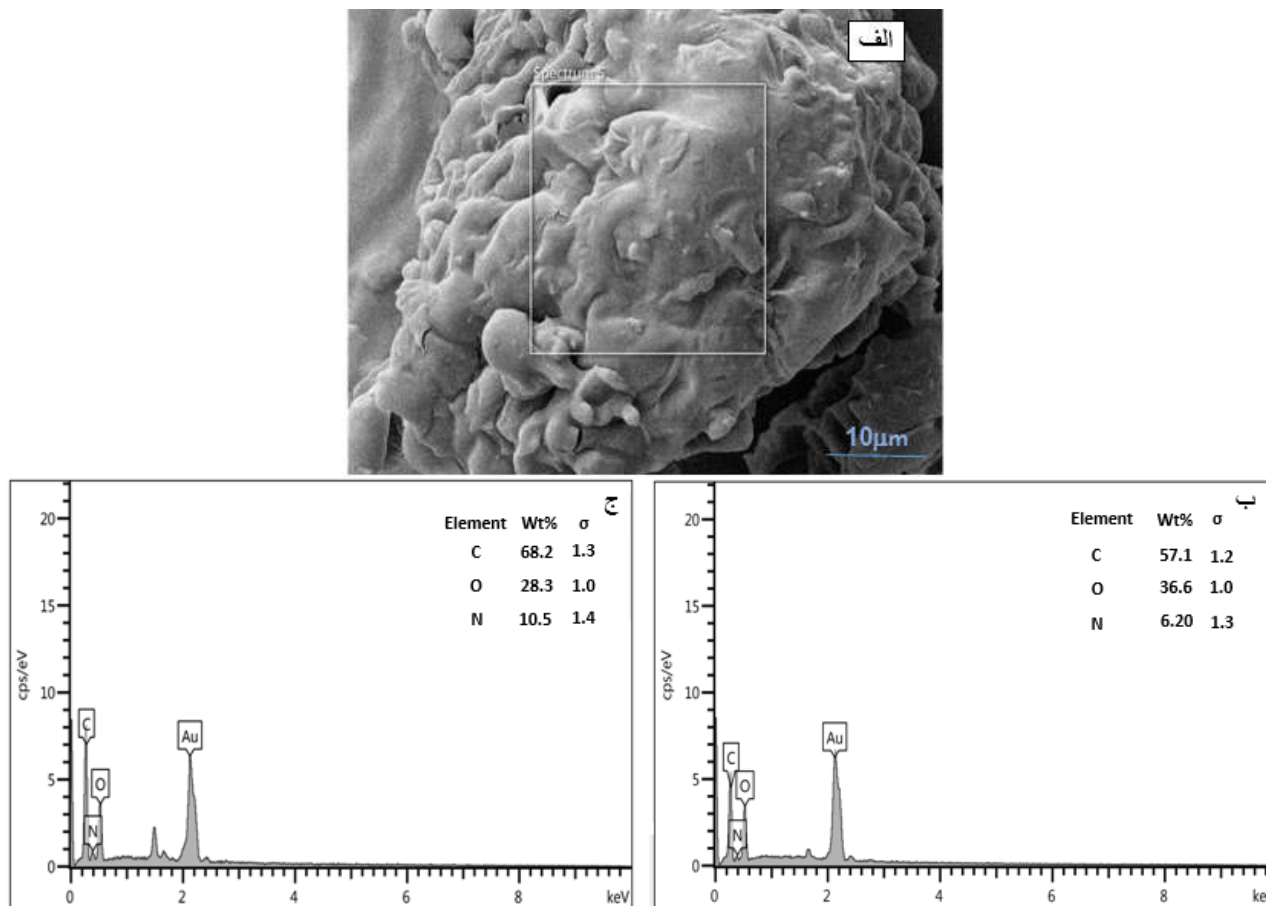 الف
Spectrum 5
10µm
ج
Element Wt% σ
C 68.2 1.3
O 28.3 1.0
N 10.5 1.4
20
15
10
5
0
cps/eV
C
O
N
Au
0 2 4 6 8 keV
ب
Element Wt% σ
C 57.1 1.2
O 36.6 1.0
N 6.20 1.3
20
15
10
5
0
cps/eV
C
O
N
Au
0 2 4 6 8 ke